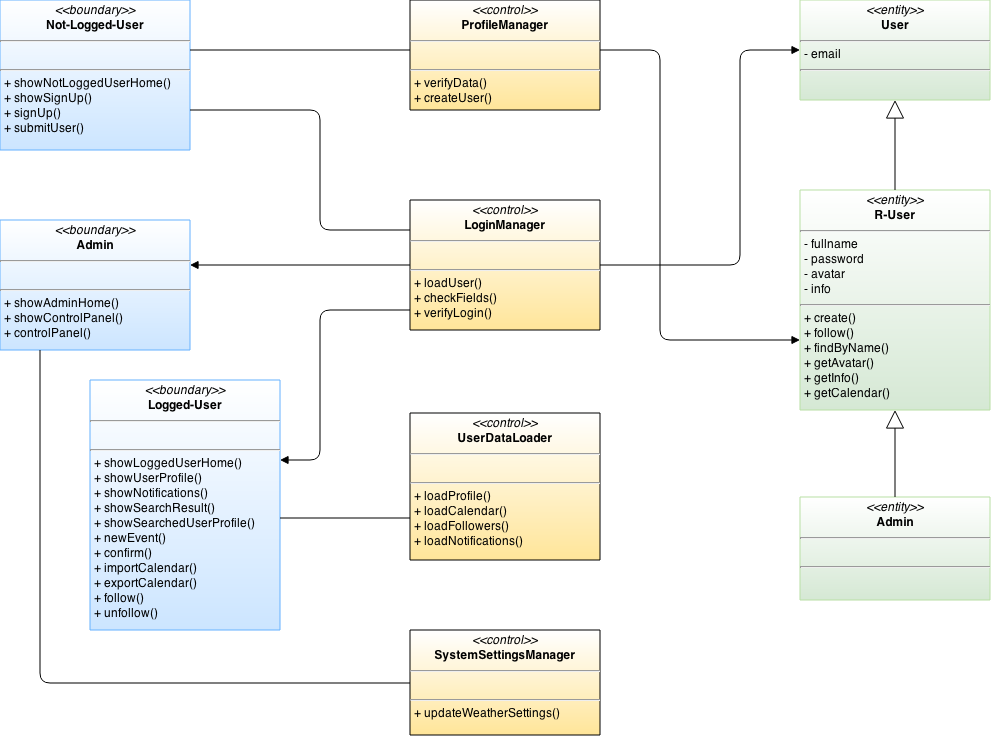 <<boundary>>
Not-Logged-User
+ showNotLoggedUserHome()
+ showSignUp()
+ signUp()
+ submitUser()
<<control>>
ProfileManager
+ verifyData()
+ createUser()
<<entity>>
User
- email
<<boundary>>
Admin
+ showAdminHome()
+ showControlPanel()
+ controlPanel()
<<control>>
LoginManager
+ loadUser()
+ checkFields()
+ verifyLogin()
<<entity>>
R-User
- fullname
- password
- avatar
- info
+ create()
+ follow()
+ findByName()
+ getAvatar()
+ getInfo()
+ getCalendar()
<<boundary>>
Logged-User
+ showLoggedUserHome()
+ showUserProfile()
+ showNotifications()
+ showSearchResult()
+ showSearchedUserProfile()
+ newEvent()
+ confirm()
+ importCalendar()
+ exportCalendar()
+ follow()
+ unfollow()
<<control>>
UserDataLoader
+ loadProfile()
+ loadCalendar()
+ loadFollowers()
+ loadNotifications()
<<entity>>
Admin
<<control>>
SystemSettingsManager
+ updateWeatherSettings()